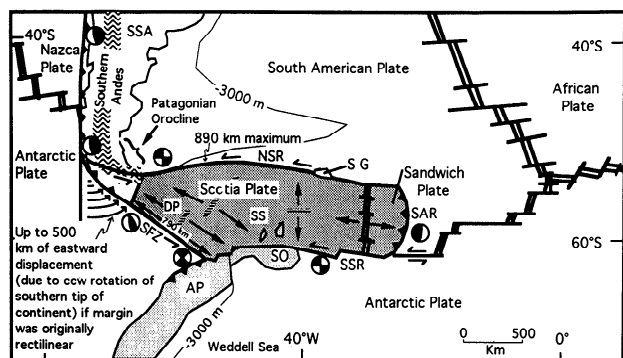 40°S
SSA
40°S
Nazca
Plate
Southern
Andes
-3000 m
South American Plate
African
Plate
Patagonian
Orocline
890 km maximum
NSR
S G
Antarctic
Plate
Scotia Plate
Sandwich
Plate
DP
790 km
SS
SAR
SFZ
Up to 500
km of eastward
displacement
(due to ccw rotation of
southern tip of
continent) if margin
was originally
rectilinear
60°S
SO
SSR
AP
Antarctic Plate
-3000 m
Weddell Sea
40°W
0
500
Km
0°